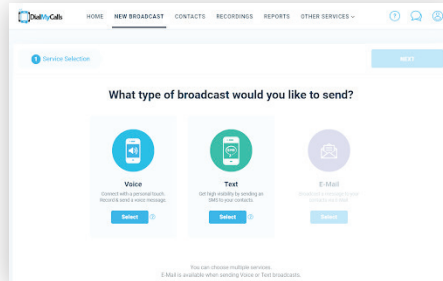 DialMyCalls
HOME NEW BROADCAST CONTACTS RECORDINGS REPORTS OTHER SERVICES
1 Service Selection
NEXT
What type of broadcast would you like to send?
Voice
Connect with a personal touch.
Record & send a voice message.
Select
Text
Get high visibility by sending an
SMS to your contacts.
Select
E-Mail
Select
You can choose multiple services.
E-Mail is available when sending Voice or Text broadcasts.